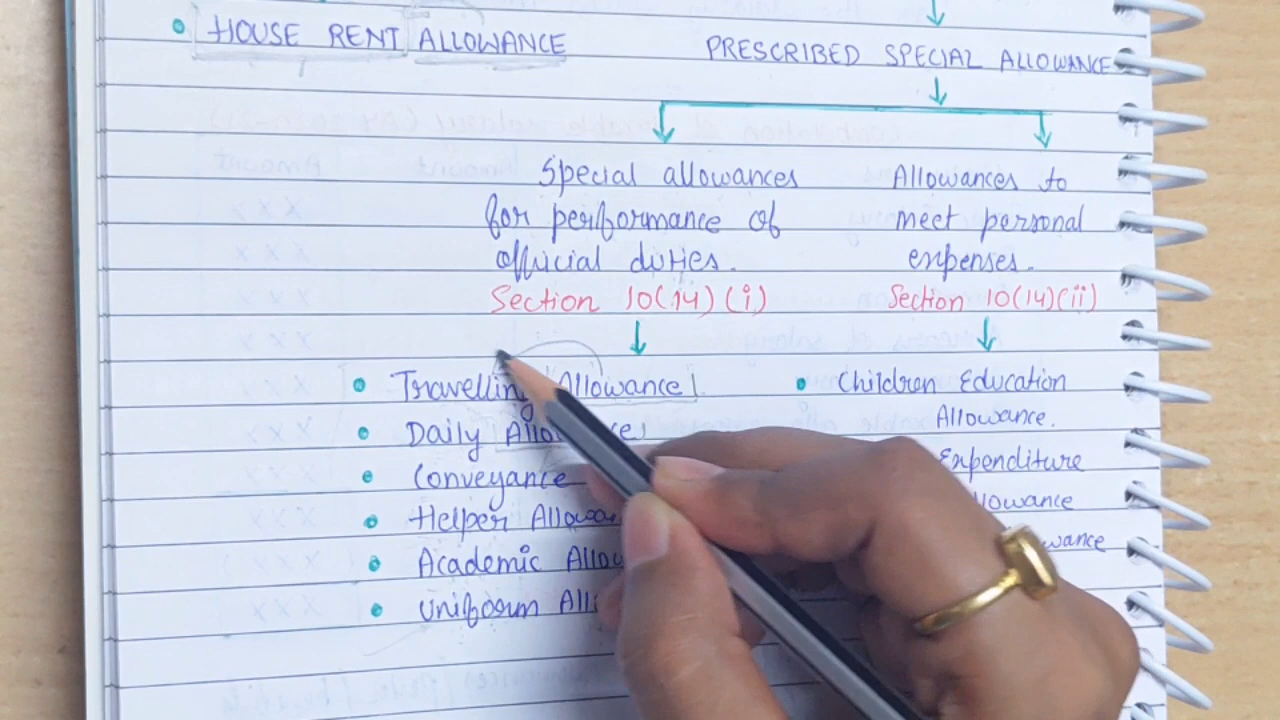 HOUSE RENT ALLOWANCE
PRESCRIBED SPECIAL ALLOWANCE
Special allowances
for performance of
official duties.
Section 10(14)(i)
Travelling Allowance
Daily
Conveyance
Helper
Academic
Uniform
Allowances to
meet personal
expenses.
Section 10(14)(ii)
Children Education
Allowance.
Expenditure